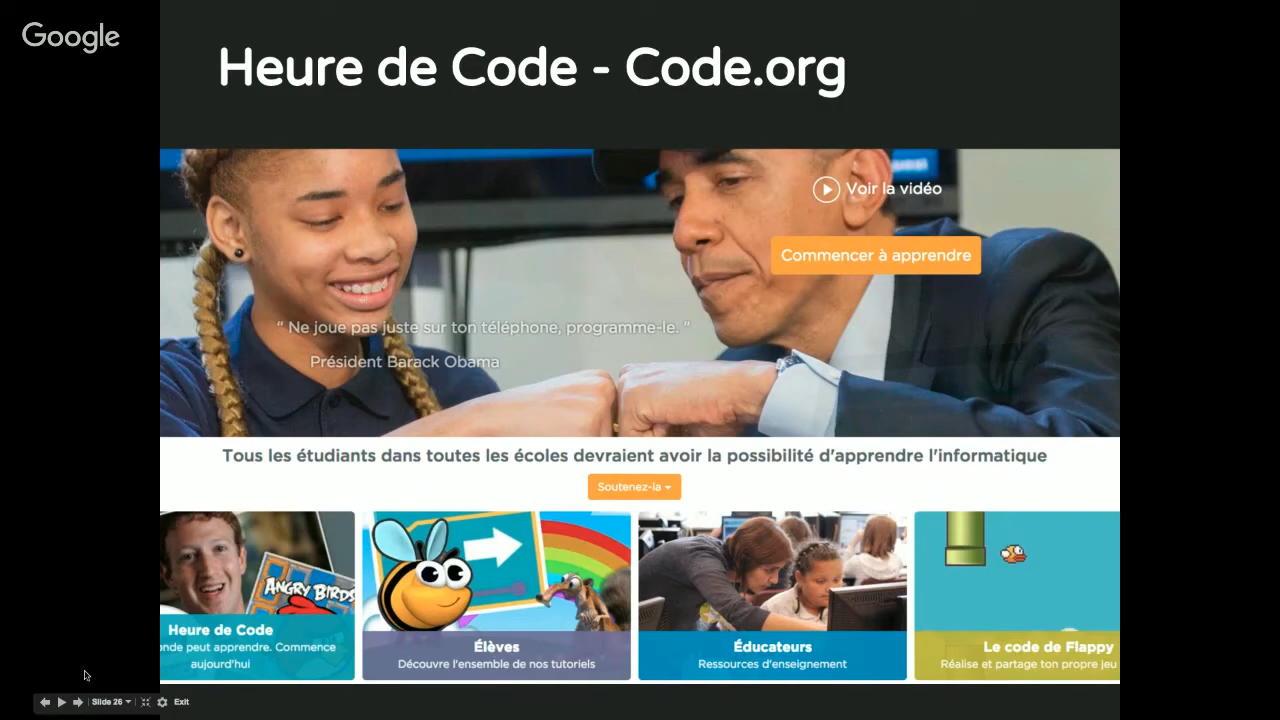 Google
Heure de Code - Code.org
Voir la vidéo
Commencer à apprendre
“ Ne joue pas juste sur ton téléphone, programme-le. ”
Président Barack Obama
Tous les étudiants dans toutes les écoles devraient avoir la possibilité d'apprendre l'informatique
Soutenez-la
ANGRY BIRDS
Heure de Code
onde peut apprendre. Commence
aujourd'hui
Élèves
Découvre l'ensemble de nos tutoriels
Éducateurs
Ressources d'enseignement
Le code de Flappy
Réalise et partage ton propre jeu
Slide 26
Exit